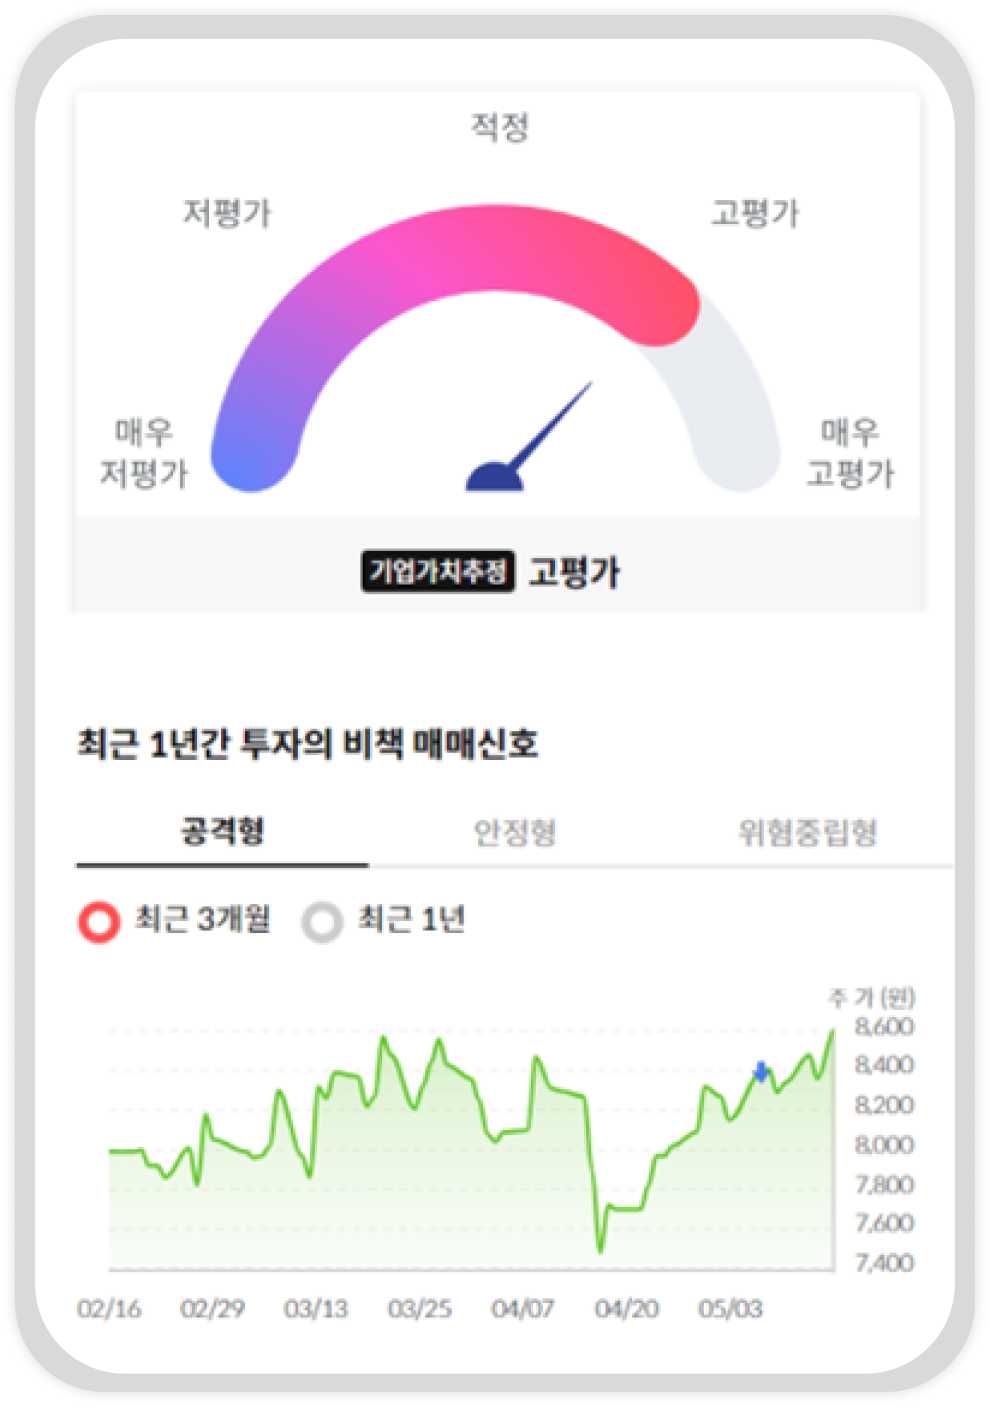 적정
저평가
고평가
매우
저평가
매우
고평가
기업가치추정 고평가
최근 1년간 투자의 비책 매매신호
공격형 안정형 위험중립형
최근 3개월 최근 1년
주 가 (원)
8,600
8,400
8,200
8,000
7,800
7,600
7,400
02/16 02/29 03/13 03/25 04/07 04/20 05/03